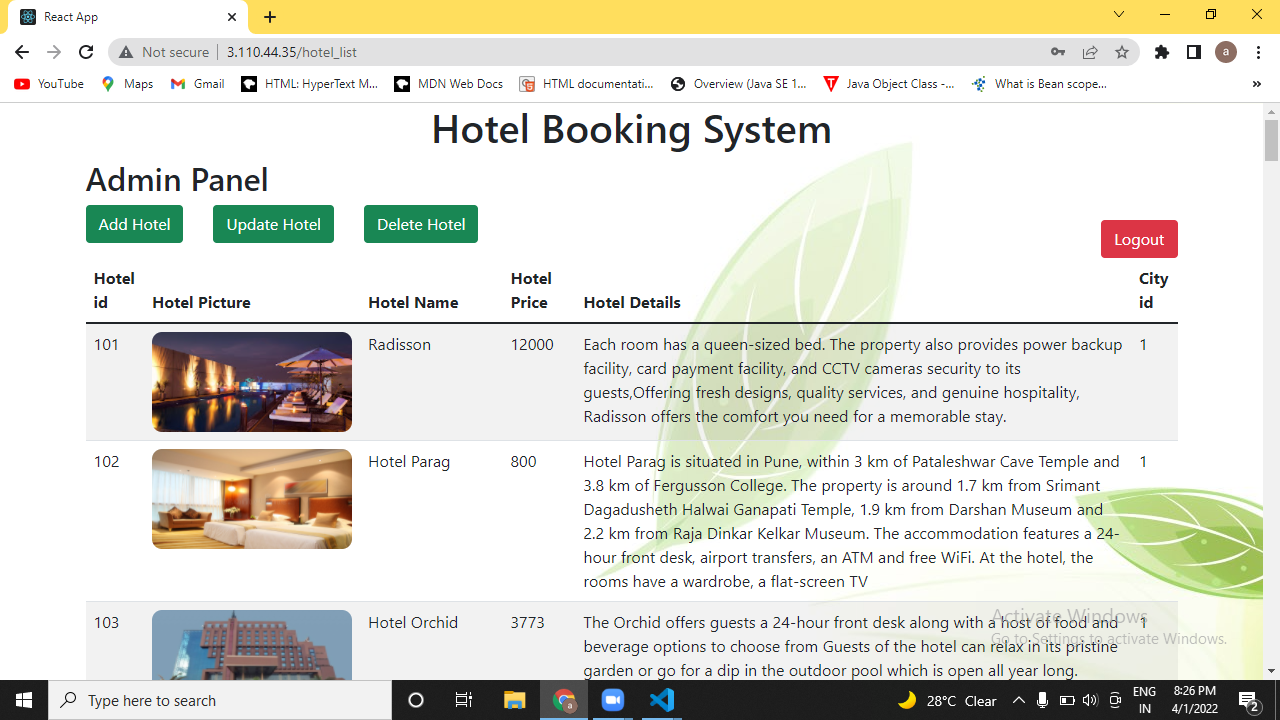 React App
Not secure 3.110.44.35/hotel_list
a
YouTube Maps Gmail HTML: HyperText M... MDN Web Docs HTML documentati... Overview (Java SE 1... Java Object Class -... What is Bean scope... »
Hotel Booking System
Admin Panel
Add Hotel Update Hotel Delete Hotel
Logout
Hotel id Hotel Picture Hotel Name Hotel Price Hotel Details City id
101 Radisson 12000 Each room has a queen-sized bed. The property also provides power backup 1
facility, card payment facility, and CCTV cameras security to its
guests,Offering fresh designs, quality services, and genuine hospitality,
Radisson offers the comfort you need for a memorable stay.
102 Hotel Parag 800 Hotel Parag is situated in Pune, within 3 km of Pataleshwar Cave Temple and 1
3.8 km of Fergusson College. The property is around 1.7 km from Srimant
Dagadusheth Halwai Ganapati Temple, 1.9 km from Darshan Museum and
2.2 km from Raja Dinkar Kelkar Museum. The accommodation features a 24-
hour front desk, airport transfers, an ATM and free WiFi. At the hotel, the
rooms have a wardrobe, a flat-screen TV
103 Hotel Orchid 3773 The Orchid offers guests a 24-hour front desk along with a host of food and 1
beverage options to choose from Guests of the hotel can relax in its pristine
garden or go for a dip in the outdoor pool which is open all year long.
Activate Windows
Go to Settings to activate Windows.
Type here to search
a
28°C Clear
ENG
IN
8:26 PM
4/1/2022
2